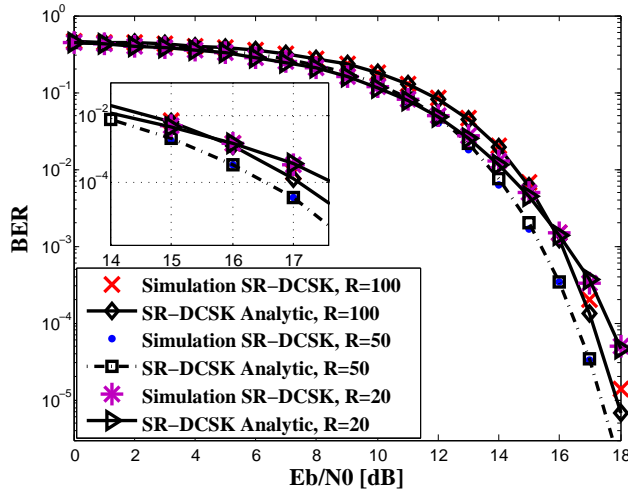 BER
10^0
10^-1
10^-2
10^-3
10^-4
10^-5
10^-2
10^-4
14 15 16 17
Simulation SR-DCSK, R=100
SR-DCSK Analytic, R=100
Simulation SR-DCSK, R=50
SR-DCSK Analytic, R=50
Simulation SR-DCSK, R=20
SR-DCSK Analytic, R=20
0 2 4 6 8 10 12 14 16 18
Eb/N0 [dB]